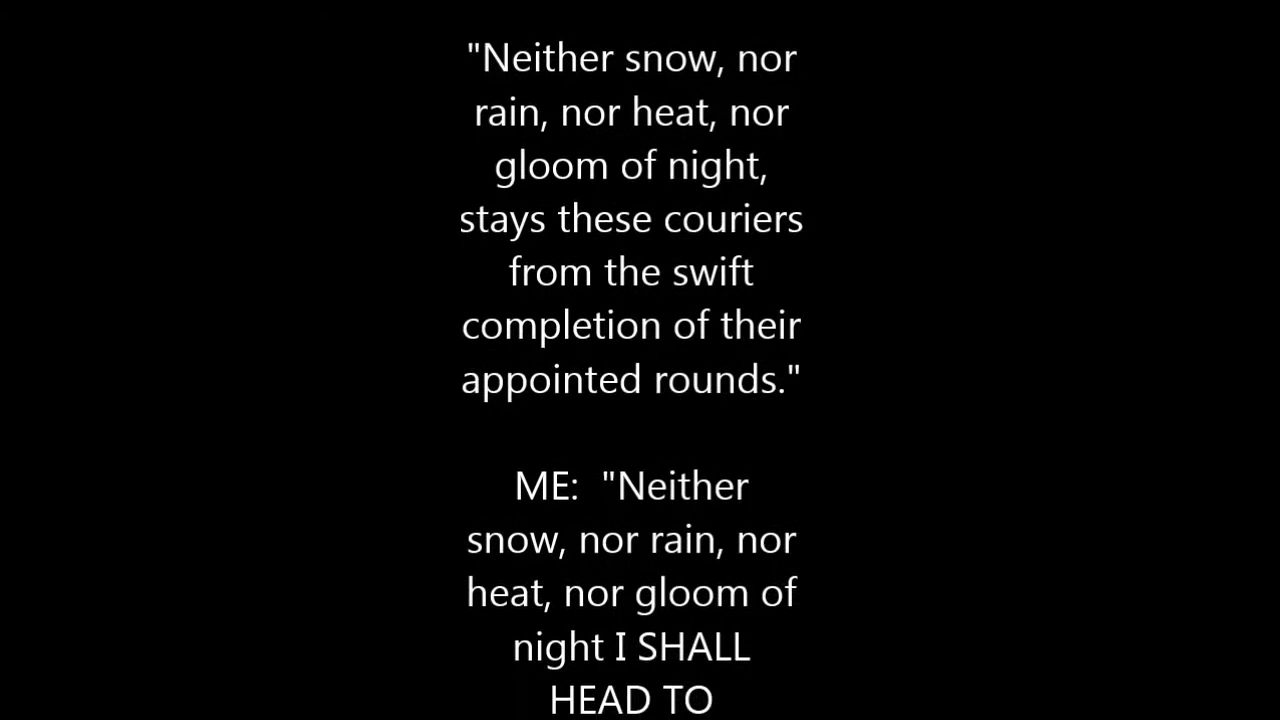 "Neither snow, nor
rain, nor heat, nor
gloom of night,
stays these couriers
from the swift
completion of their
appointed rounds."
ME:  "Neither
snow, nor rain, nor
heat, nor gloom of
night I SHALL
HEAD TO